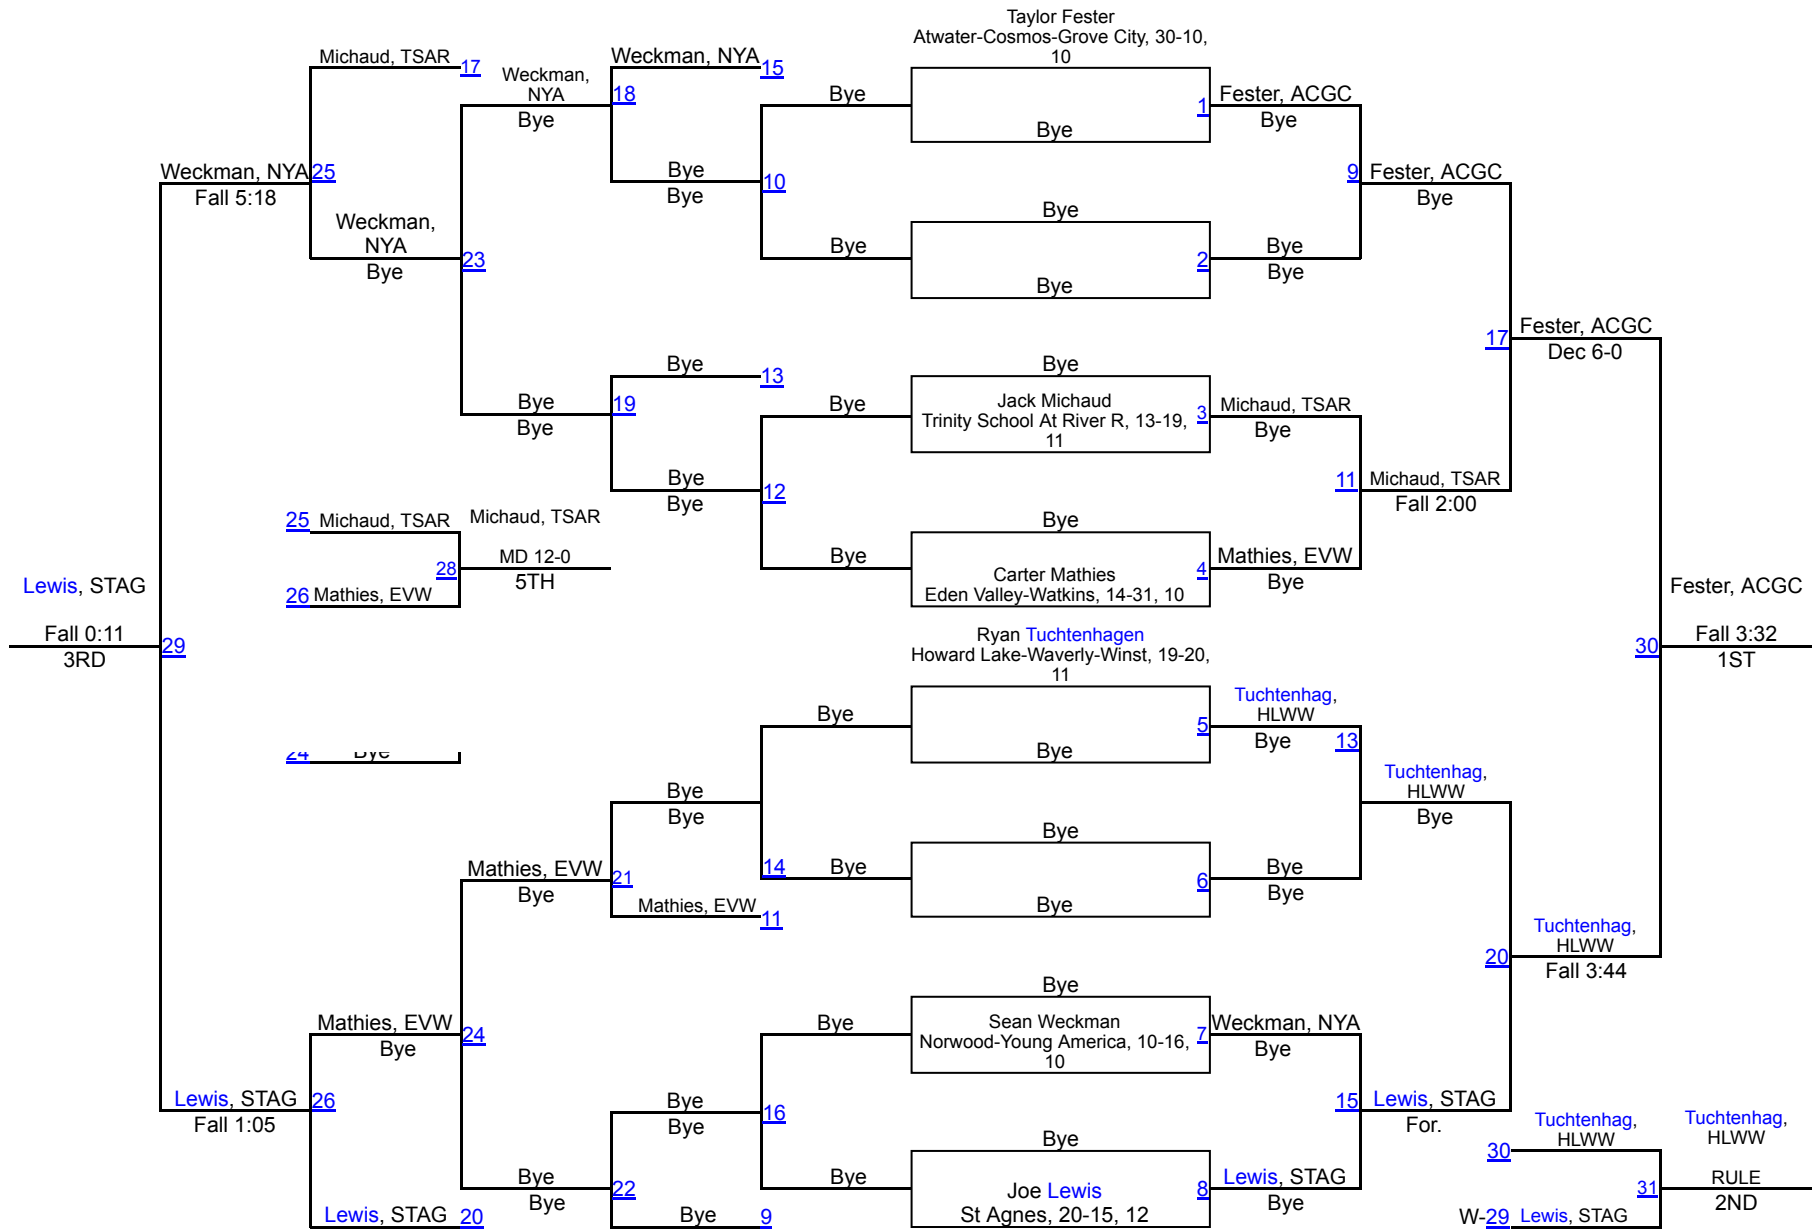 Taylor Fester
Atwater-Cosmos-Grove City, 30-10,
10
Michaud, TSAR 17
Weckman, NYA 15
Weckman,
NYA
18
Bye
Bye
Bye
1
Fester, ACGC
Bye
Weckman, NYA 25
Fall 5:18
Bye
Bye
10
9
Fester, ACGC
Bye
Weckman,
NYA
Bye
23
Bye
Bye
Bye
2
Bye
Bye
17
Fester, ACGC
Dec 6-0
Bye
13
Bye
Bye
Bye
19
Bye
Jack Michaud
Trinity School At River R, 13-19,
11
3
Michaud, TSAR
Bye
Bye
Bye
12
11
Michaud, TSAR
Fall 2:00
25
Michaud, TSAR
Michaud, TSAR
28
MD 12-0
5TH
26
Mathies, EVW
Bye
Bye
Carter Mathies
Eden Valley-Watkins, 14-31, 10
4
Mathies, EVW
Bye
Lewis, STAG
Fall 0:11
3RD
29
Fester, ACGC
30
Fall 3:32
1ST
Ryan Tuchtenhagen
Howard Lake-Waverly-Winst, 19-20,
11
Bye
5
Bye
Tuchtenhag,
HLWW
Bye
13
24
Bye
Tuchtenhag,
HLWW
Bye
Bye
Bye
14
Bye
Bye
Bye
6
Bye
Bye
Mathies, EVW
Bye
21
Mathies, EVW
11
20
Tuchtenhag,
HLWW
Fall 3:44
Bye
Mathies, EVW
Bye
24
Bye
Sean Weckman
Norwood-Young America, 10-16,
10
7
Weckman, NYA
Bye
Lewis, STAG
Fall 1:05
26
Bye
Bye
16
15
Lewis, STAG
For.
Bye
Bye
Bye
22
Bye
Joe Lewis
St Agnes, 20-15, 12
8
Lewis, STAG
Bye
Lewis, STAG 20
Bye
9
30
Tuchtenhag,
HLWW
Tuchtenhag,
HLWW
31
RULE
2ND
W-29
Lewis, STAG